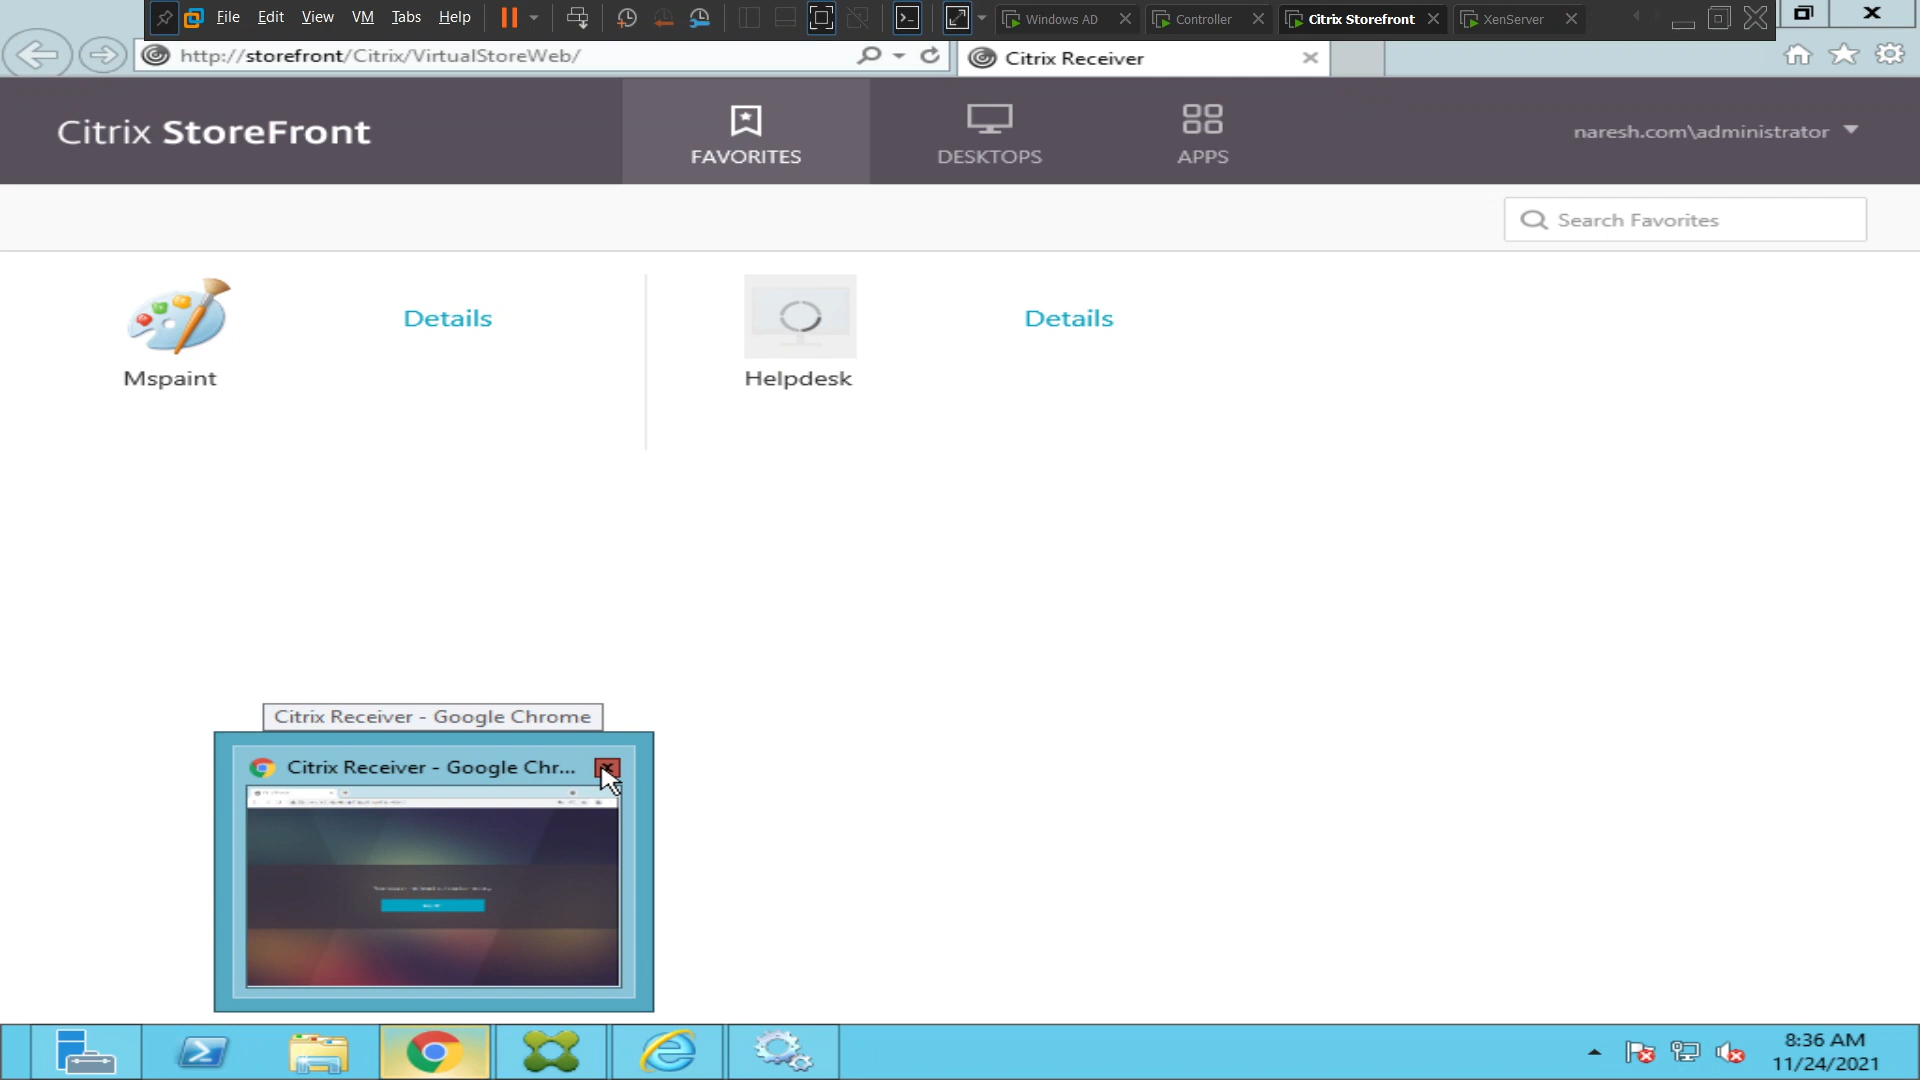 File Edit View VM Tabs Help Windows AD Controller Citrix Storefront XenServer
http://storefront/Citrix/VirtualStoreWeb/ Citrix Receiver
Citrix StoreFront
FAVORITES DESKTOPS APPS
naresh.com\administrator
Search Favorites
Details Details
Mspaint Helpdesk
Citrix Receiver - Google Chrome
Citrix Receiver - Google Chr...
8:36 AM
11/24/2021